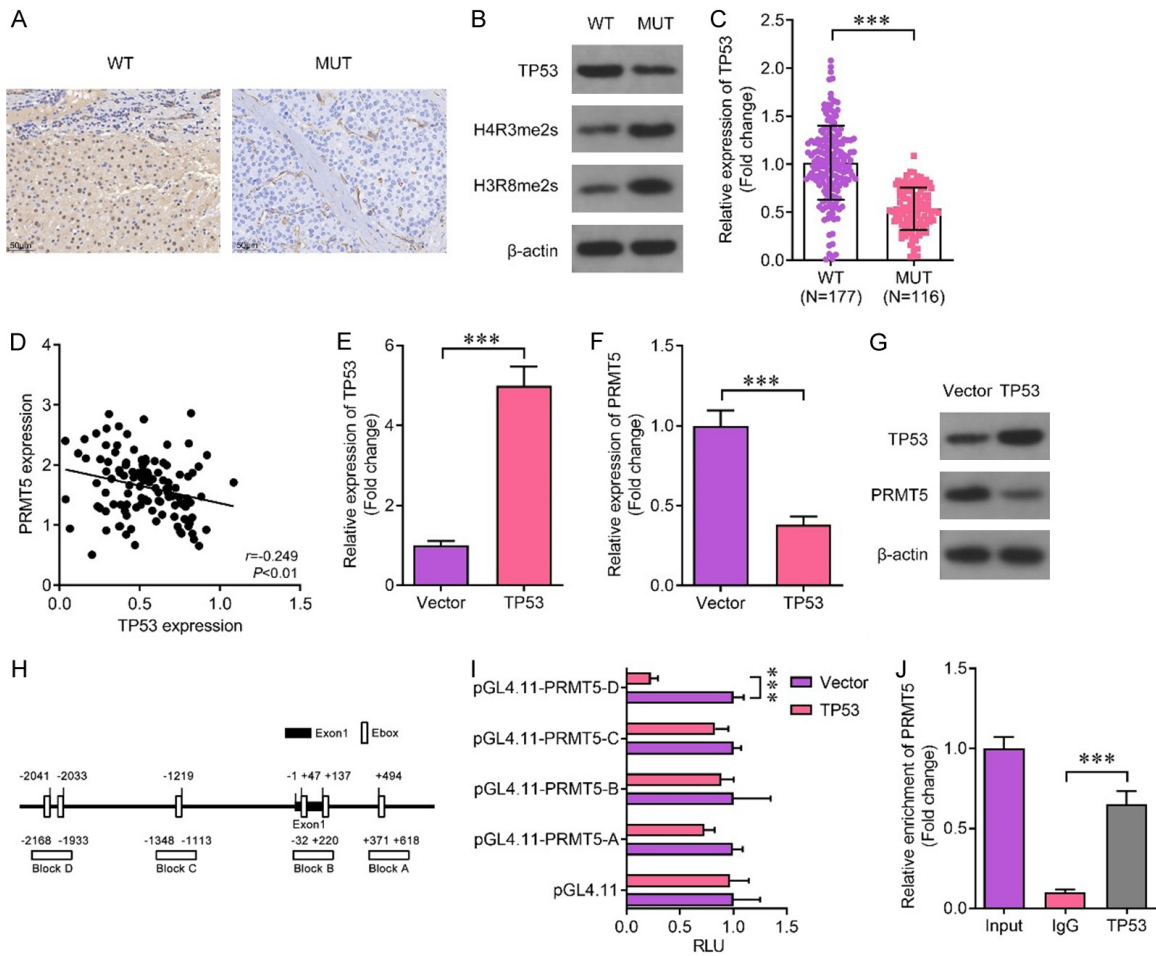 A
WT
MUT
50μm
50μm
B
WT MUT
TP53
H4R3me2s
H3R8me2s
β-actin
C
Relative expression of TP53
(Fold change)
2.5
2.0
1.5
1.0
0.5
0.0
***
WT
(N=177)
MUT
(N=116)
D
PRMT5 expression
4
3
2
1
0
r=-0.249
P<0.01
0.0 0.5 1.0 1.5
TP53 expression
E
Relative expression of TP53
(Fold change)
6
4
2
0
***
Vector TP53
F
Relative expression of PRMT5
(Fold change)
1.5
1.0
0.5
0.0
***
Vector TP53
G
Vector TP53
TP53
PRMT5
β-actin
H
Exon1 Ebox
-2041 -2033 -1219 -1 +47 +137 +494
Exon1
-2168 -1933 -1348 -1113 -32 +220 +371 +618
Block D Block C Block B Block A
I
pGL4.11-PRMT5-D
pGL4.11-PRMT5-C
pGL4.11-PRMT5-B
pGL4.11-PRMT5-A
pGL4.11
***
Vector
TP53
0.0 0.5 1.0 1.5
RLU
J
Relative enrichment of PRMT5
(Fold change)
1.5
1.0
0.5
0.0
***
Input IgG TP53